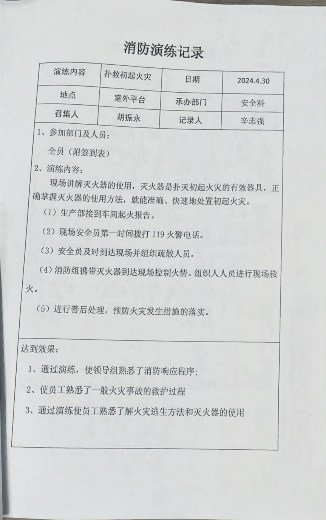 消防演练记录
演练内容 扑救初起火灾 日期 2024.4.30
地点 室外平台 承办部门 安全科
召集人 胡振永 记录人 辛志强
1、参加部门及人员：
全员（附签到表）
2、演练内容：
现场讲解灭火器的使用，灭火器是扑灭初起火灾的有效器具，正
确掌握灭火器的使用方法，就能准确、快速地处置初起火灾。
（1）生产部接到车间起火报告。
（2）现场安全员第一时间拨打 119 火警电话。
（3）安全员及时到达现场并组织疏散人员。
（4）消防组携带灭火器到达现场控制火情。组织人人员进行现场救
火。
（5）进行善后处理，预防火灾发生措施的落实。
达到效果：
1、通过演练，使领导组熟悉了消防响应程序；
2、使员工熟悉了一般火灾事故的救护过程
3、通过演练使员工熟悉了解火灾逃生方法和灭火器的使用